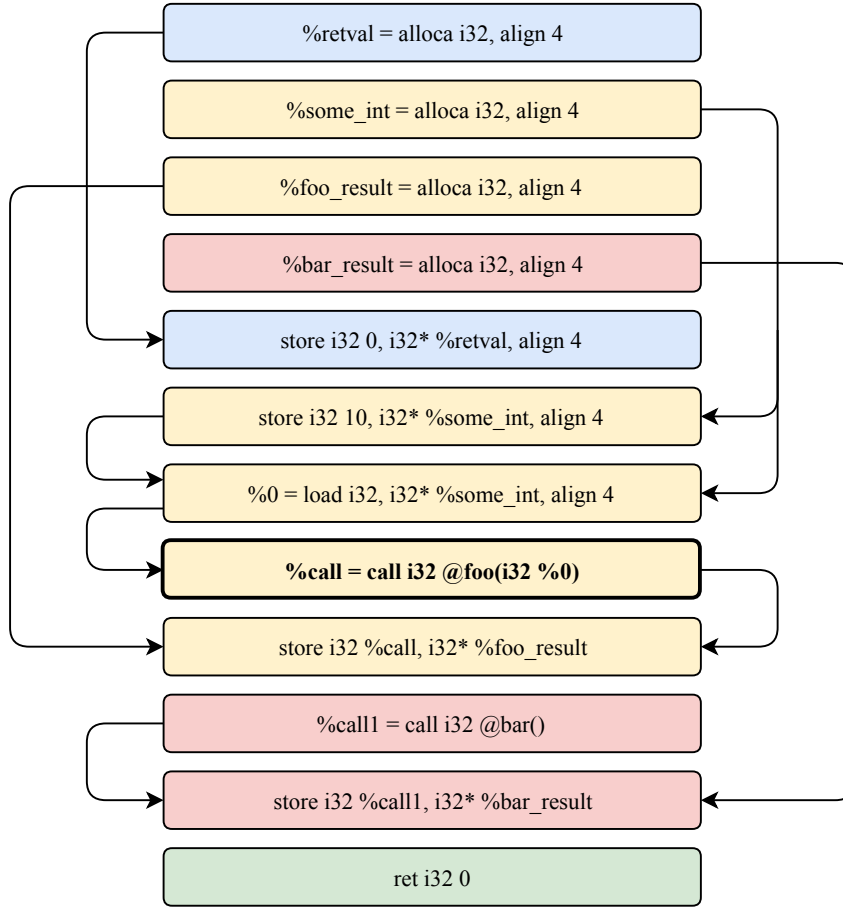 %retval = alloca i32, align 4
%some_int = alloca i32, align 4
%foo_result = alloca i32, align 4
%bar_result = alloca i32, align 4
store i32 0, i32* %retval, align 4
store i32 10, i32* %some_int, align 4
%0 = load i32, i32* %some_int, align 4
%call = call i32 @foo(i32 %0)
store i32 %call, i32* %foo_result
%call1 = call i32 @bar()
store i32 %call1, i32* %bar_result
ret i32 0